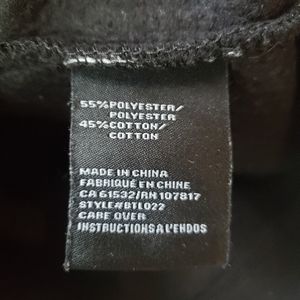 55%POLYESTER/
POLYESTER
45%COTTON/
COTTON
MADE IN CHINA
FABRIQUÉ EN CHINE
CA 61532/RN 107817
STYLE#BTL022
CARE OVER
INSTRUCTIONS A L'ENDOS